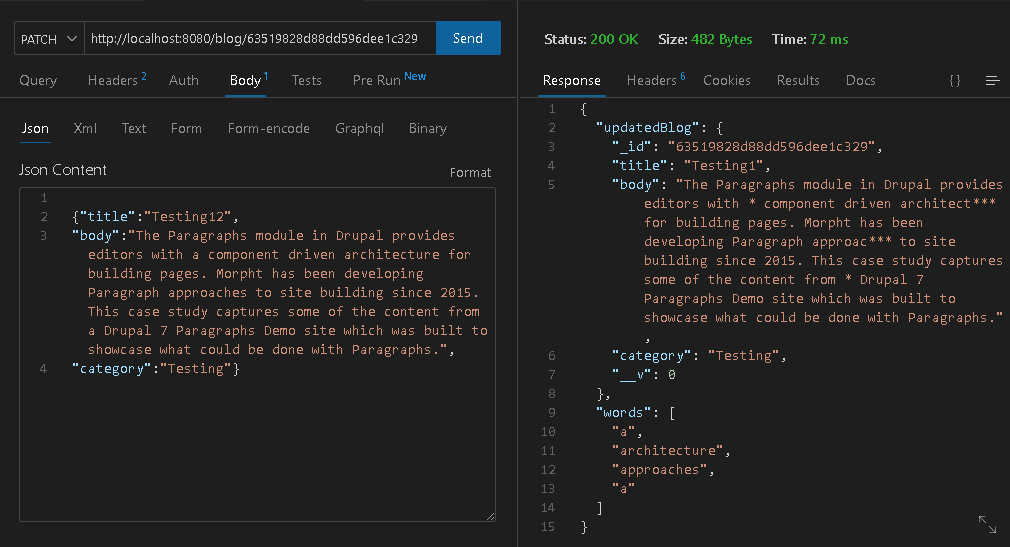 PATCH http://localhost:8080/blog/63519828d88dd596dee1c329 Send
Query Headers 2 Auth Body 1 Tests Pre Run New
Json Xml Text Form Form-encode Graphql Binary
Json Content Format
1
2 {"title":"Testing12",
3 "body":"The Paragraphs module in Drupal provides
editors with a component driven architecture for
building pages. Morpht has been developing
Paragraph approaches to site building since 2015.
This case study captures some of the content from
a Drupal 7 Paragraphs Demo site which was built to
showcase what could be done with Paragraphs.",
4 "category":"Testing"}
Status: 200 OK Size: 482 Bytes Time: 72 ms
Response Headers 6 Cookies Results Docs {}
1 {
2 "updatedBlog": {
3 "_id": "63519828d88dd596dee1c329",
4 "title": "Testing1",
5 "body": "The Paragraphs module in Drupal provides
editors with * component driven architect***
for building pages. Morpht has been
developing Paragraph approac*** to site
building since 2015. This case study captures
some of the content from * Drupal 7
Paragraphs Demo site which was built to
showcase what could be done with Paragraphs."
,
6 "category": "Testing",
7 "__v": 0
8 },
9 "words": [
10 "a",
11 "architecture",
12 "approaches",
13 "a"
14 ]
15 }